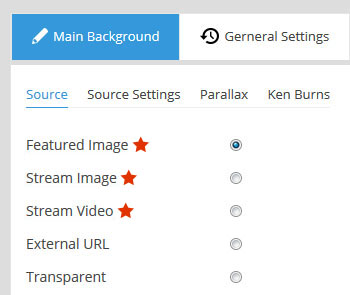 Main Background Gerneral Settings
Source Source Settings Parallax Ken Burns
Featured Image
Stream Image
Stream Video
External URL
Transparent